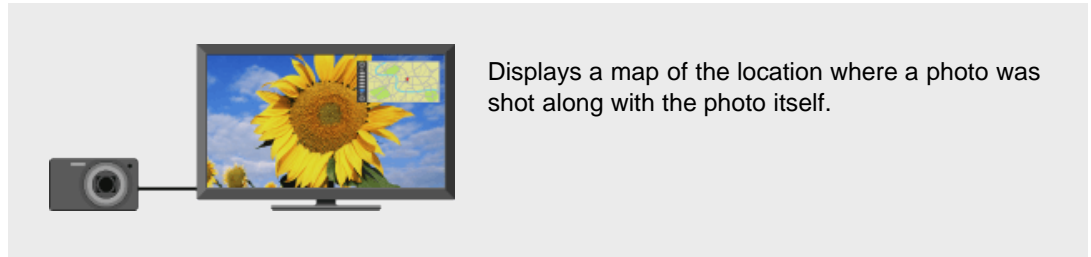 Displays a map of the location where a photo was
shot along with the photo itself.